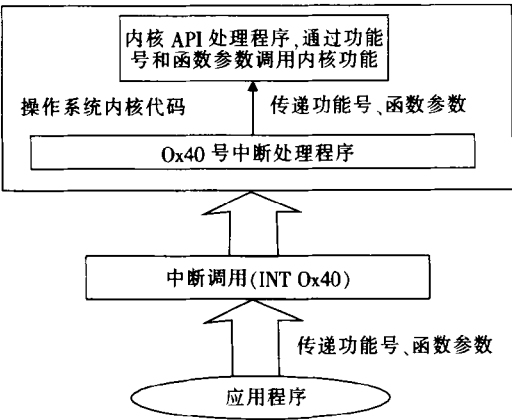 内核 API 处理程序,通过功能
号和函数参数调用内核功能
操作系统内核代码
传递功能号、函数参数
Ox40 号中断处理程序
中断调用(INT Ox40)
传递功能号、函数参数
应用程序